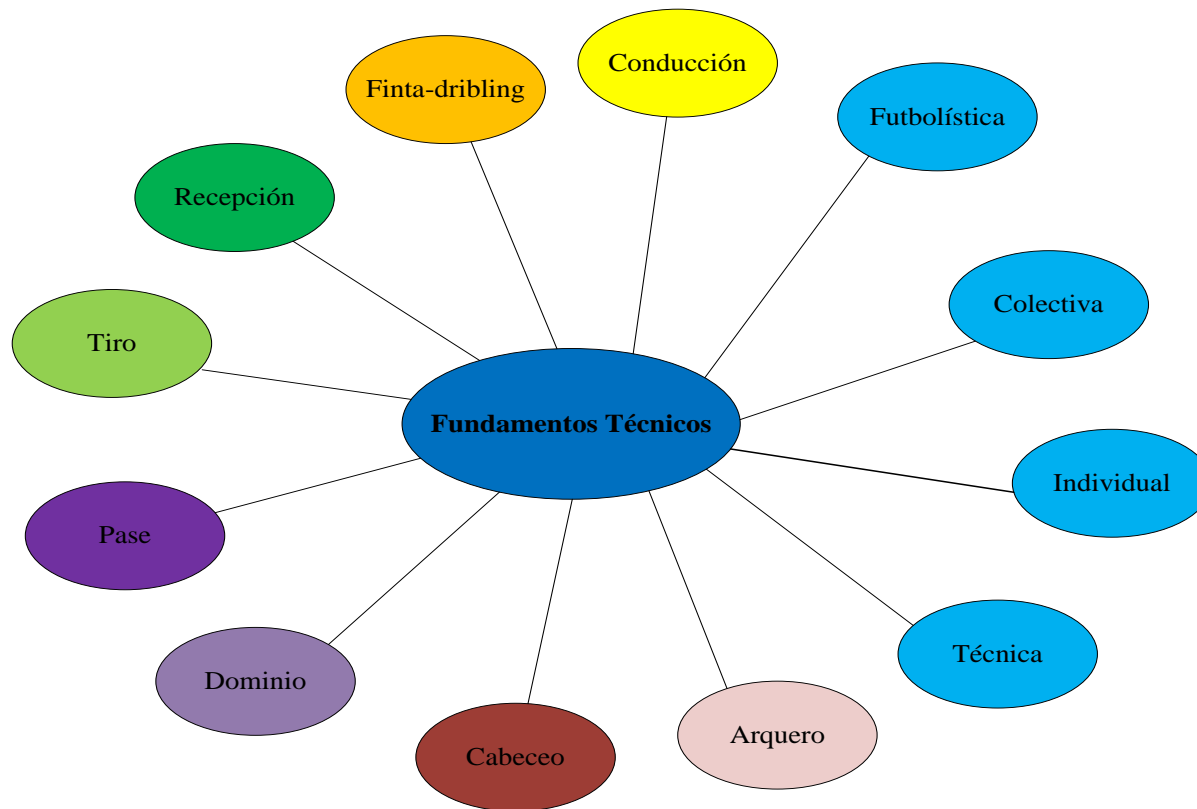 Conducción
Finta-dribling
Futbolística
Recepción
Colectiva
Tiro
Fundamentos Técnicos
Individual
Pase
Técnica
Dominio
Arquero
Cabeceo